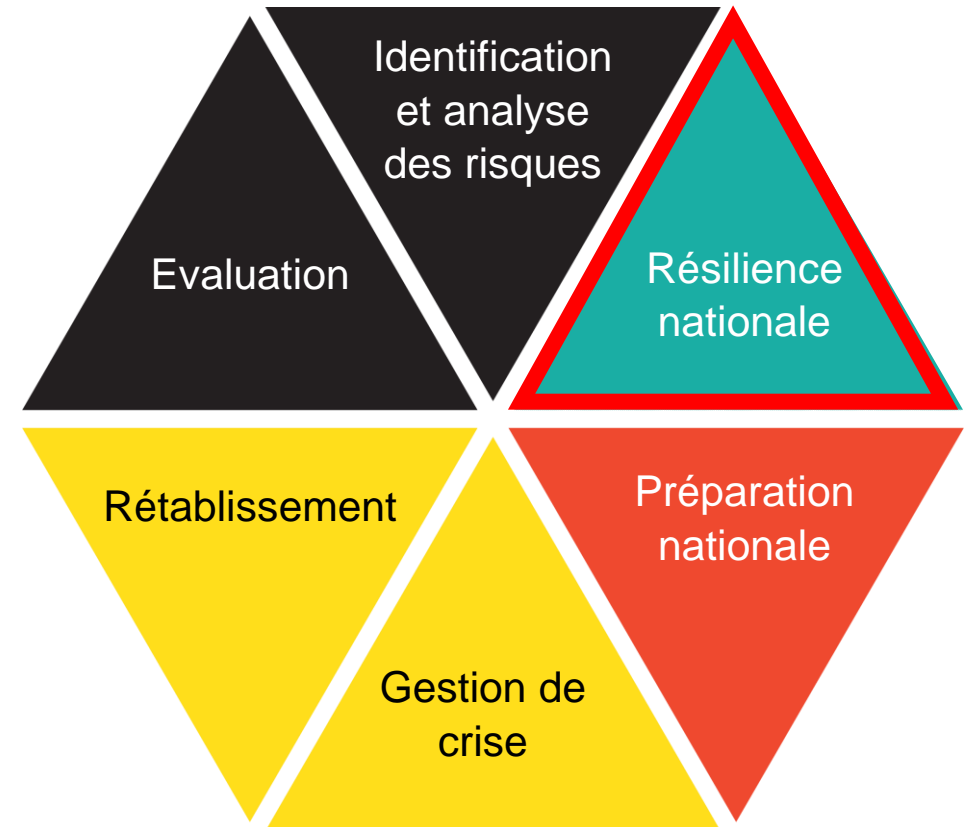 Identification
et analyse
des risques
Evaluation
Résilience
nationale
Rétablissement
Préparation
nationale
Gestion de
crise